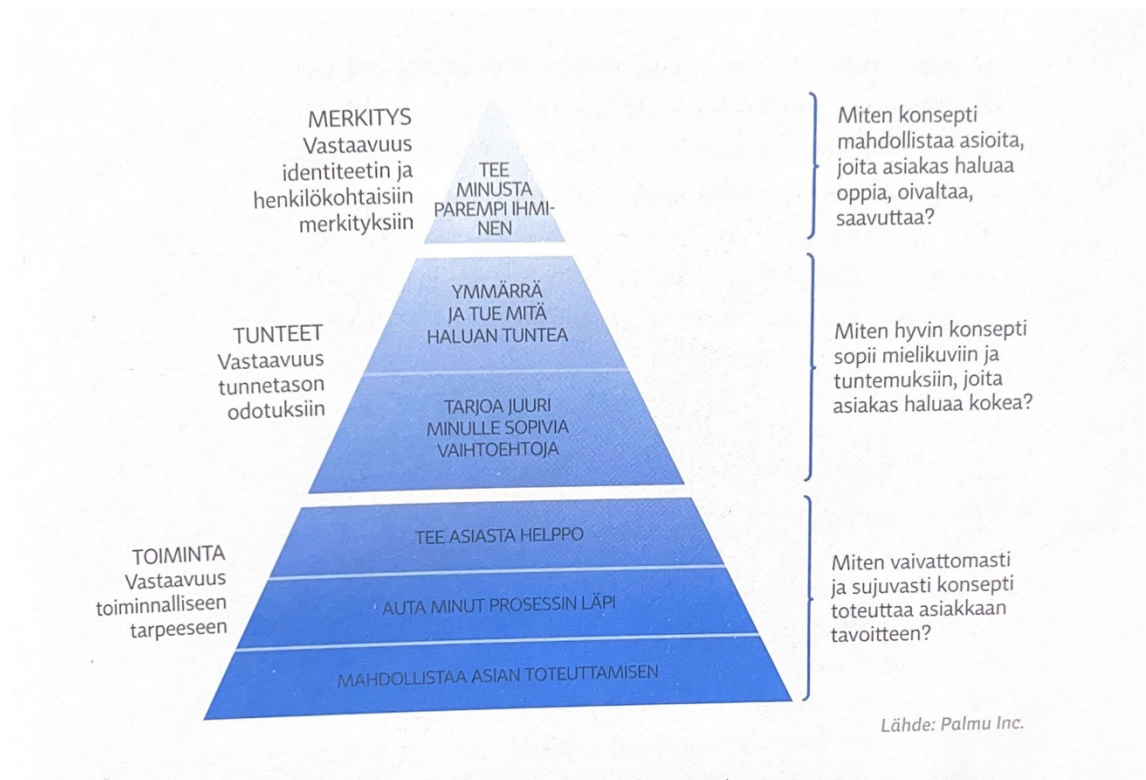 MERKITYS
Vastaavuus
identiteetin ja
henkilökohtaisiin
merkityksiin
TEE
MINUSTA
PAREMPI IHMI-
NEN
Miten konsepti
mahdollistaa asioita,
joita asiakas haluaa
oppia, oivaltaa,
saavuttaa?
TUNTEET
Vastaavuus
tunnetason
odotuksiin
YMMÄRRÄ
JA TUE MITÄ
HALUAN TUNTEA
TARJOA JUURI
MINULLE SOPIVIA
VAIHTOEHTOJA
Miten hyvin konsepti
sopii mielikuviin ja
tuntemuksiin, joita
asiakas haluaa kokea?
TOIMINTA
Vastaavuus
toiminnalliseen
tarpeeseen
TEE ASIASTA HELPPO
AUTA MINUT PROSESSIN LÄPI
MAHDOLLISTAA ASIAN TOTEUTTAMISEN
Miten vaivattomasti
ja sujuvasti konsepti
toteuttaa asiakkaan
tavoitteen?
Lähde: Palmu Inc.